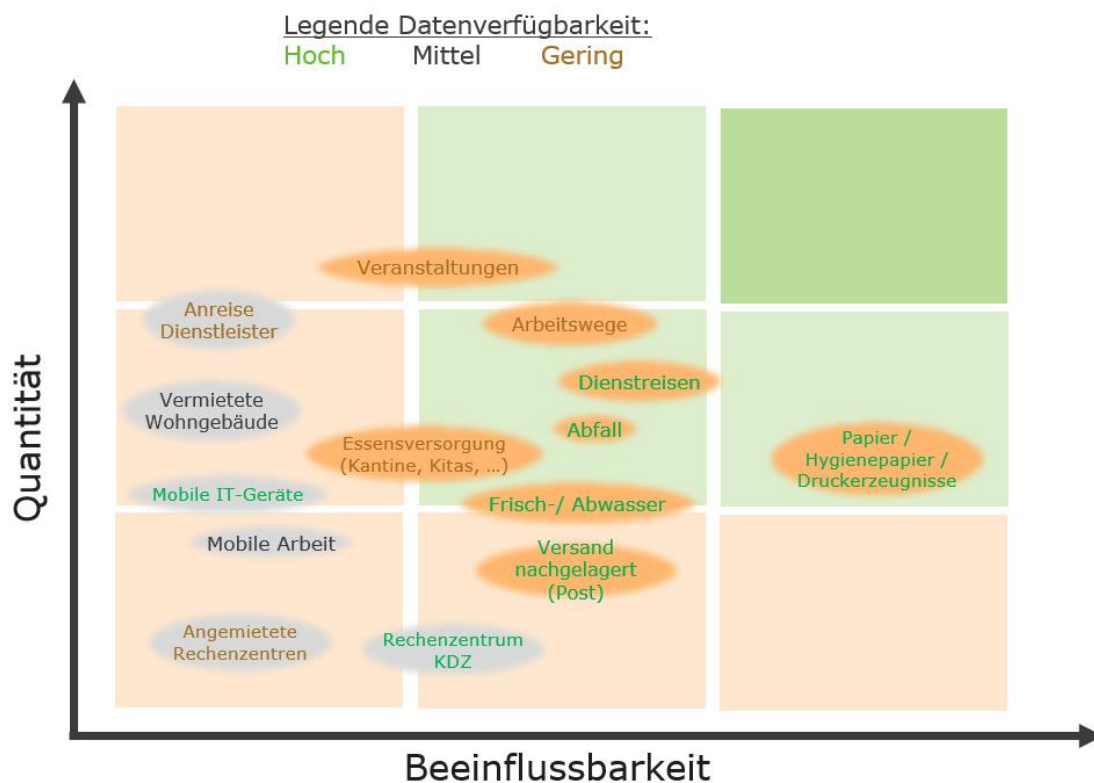 Legende Datenverfügbarkeit:
Hoch Mittel Gering
Quantität
Veranstaltungen
Anreise
Dienstleister
Arbeitswege
Dienstreisen
Vermietete
Wohngebäude
Abfall
Essensversorgung
(Kantine, Kitas, ...)
Papier /
Hygienepapier /
Druckerzeugnisse
Mobile IT-Geräte
Frisch-/ Abwasser
Mobile Arbeit
Versand
nachgelagert
(Post)
Angemietete
Rechenzentren
Rechenzentrum
KDZ
Beeinflussbarkeit